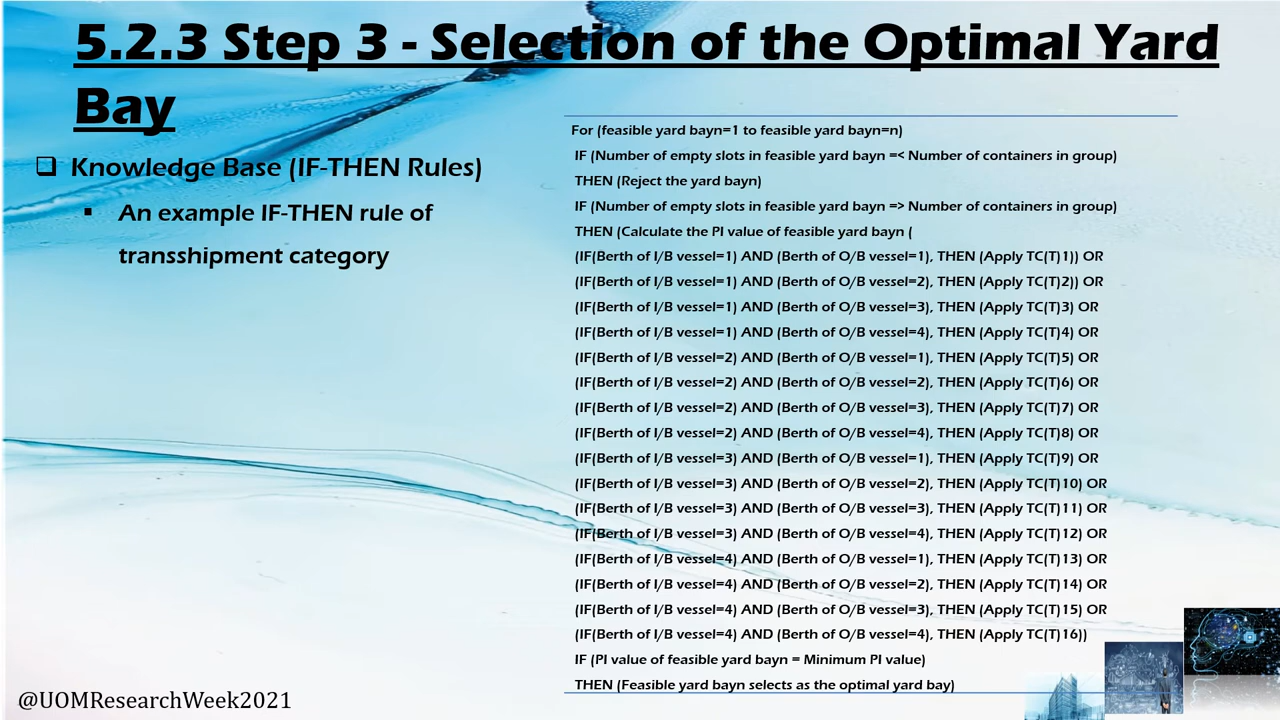 5.2.3 Step 3 - Selection of the Optimal Yard
Bay
❑ Knowledge Base (IF-THEN Rules)
▪ An example IF-THEN rule of
transshipment category
For (feasible yard bayn=1 to feasible yard bayn=n)
IF (Number of empty slots in feasible yard bayn =< Number of containers in group)
THEN (Reject the yard bayn)
IF (Number of empty slots in feasible yard bayn => Number of containers in group)
THEN (Calculate the PI value of feasible yard bayn (
(IF(Berth of I/B vessel=1) AND (Berth of O/B vessel=1), THEN (Apply TC(T)1)) OR
(IF(Berth of I/B vessel=1) AND (Berth of O/B vessel=2), THEN (Apply TC(T)2)) OR
(IF(Berth of I/B vessel=1) AND (Berth of O/B vessel=3), THEN (Apply TC(T)3) OR
(IF(Berth of I/B vessel=1) AND (Berth of O/B vessel=4), THEN (Apply TC(T)4) OR
(IF(Berth of I/B vessel=2) AND (Berth of O/B vessel=1), THEN (Apply TC(T)5) OR
(IF(Berth of I/B vessel=2) AND (Berth of O/B vessel=2), THEN (Apply TC(T)6) OR
(IF(Berth of I/B vessel=2) AND (Berth of O/B vessel=3), THEN (Apply TC(T)7) OR
(IF(Berth of I/B vessel=2) AND (Berth of O/B vessel=4), THEN (Apply TC(T)8) OR
(IF(Berth of I/B vessel=3) AND (Berth of O/B vessel=1), THEN (Apply TC(T)9) OR
(IF(Berth of I/B vessel=3) AND (Berth of O/B vessel=2), THEN (Apply TC(T)10) OR
(IF(Berth of I/B vessel=3) AND (Berth of O/B vessel=3), THEN (Apply TC(T)11) OR
(IF(Berth of I/B vessel=3) AND (Berth of O/B vessel=4), THEN (Apply TC(T)12) OR
(IF(Berth of I/B vessel=4) AND (Berth of O/B vessel=1), THEN (Apply TC(T)13) OR
(IF(Berth of I/B vessel=4) AND (Berth of O/B vessel=2), THEN (Apply TC(T)14) OR
(IF(Berth of I/B vessel=4) AND (Berth of O/B vessel=3), THEN (Apply TC(T)15) OR
(IF(Berth of I/B vessel=4) AND (Berth of O/B vessel=4), THEN (Apply TC(T)16))
IF (PI value of feasible yard bayn = Minimum PI value)
THEN (Feasible yard bayn selects as the optimal yard bay)
@UOMResearchWeek2021